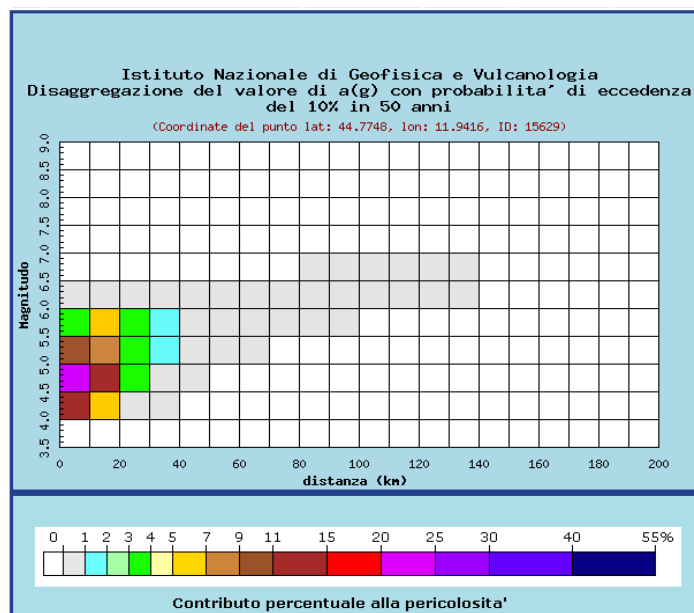 Istituto Nazionale di Geofisica e Vulcanologia
Disaggregazione del valore di a(g) con probabilita' di eccedenza
del 10% in 50 anni
(Coordinate del punto lat: 44.7748, lon: 11.9416, ID: 15629)
Magnitudo
9.0
8.5
8.0
7.5
7.0
6.5
6.0
5.5
5.0
4.5
4.0
3.5
0 20 40 60 80 100 120 140 160 180 200
distanza (km)
0 1 2 3 4 5 7 9 11 15 20 25 30 40 55%
Contributo percentuale alla pericolosita'